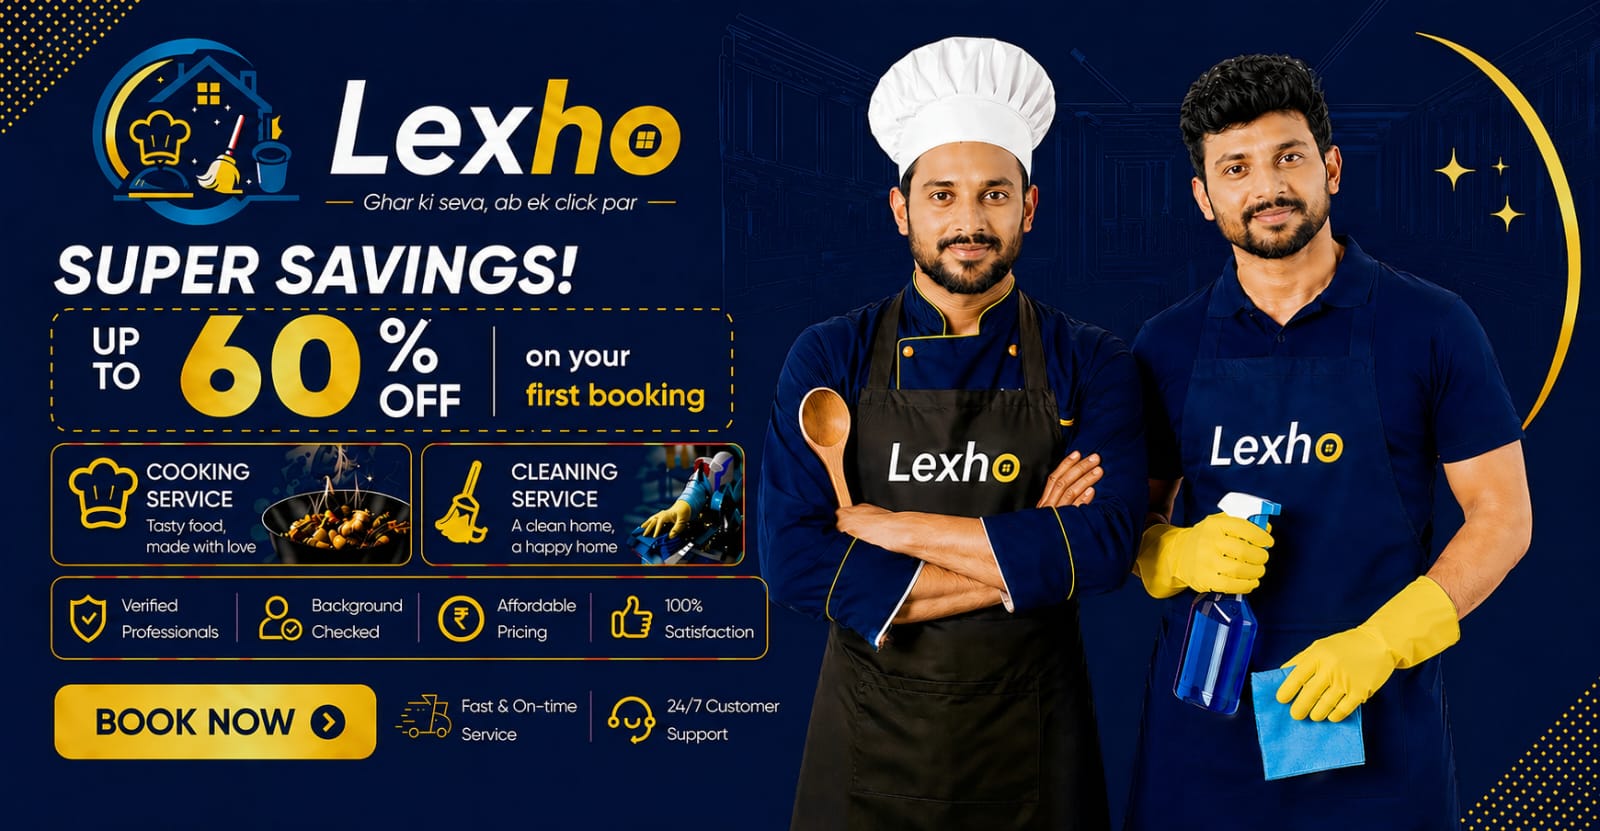 Lexho
Ghar ki seva, ab ek click par
SUPER SAVINGS!
UP TO 60% OFF
on your
first booking
COOKING
SERVICE
Tasty food,
made with love
CLEANING
SERVICE
A clean home,
a happy home
Verified
Professionals
Background
Checked
₹
Affordable
Pricing
100%
Satisfaction
BOOK NOW
Fast & On-time
Service
24/7 Customer
Support
Lexho
Lexho